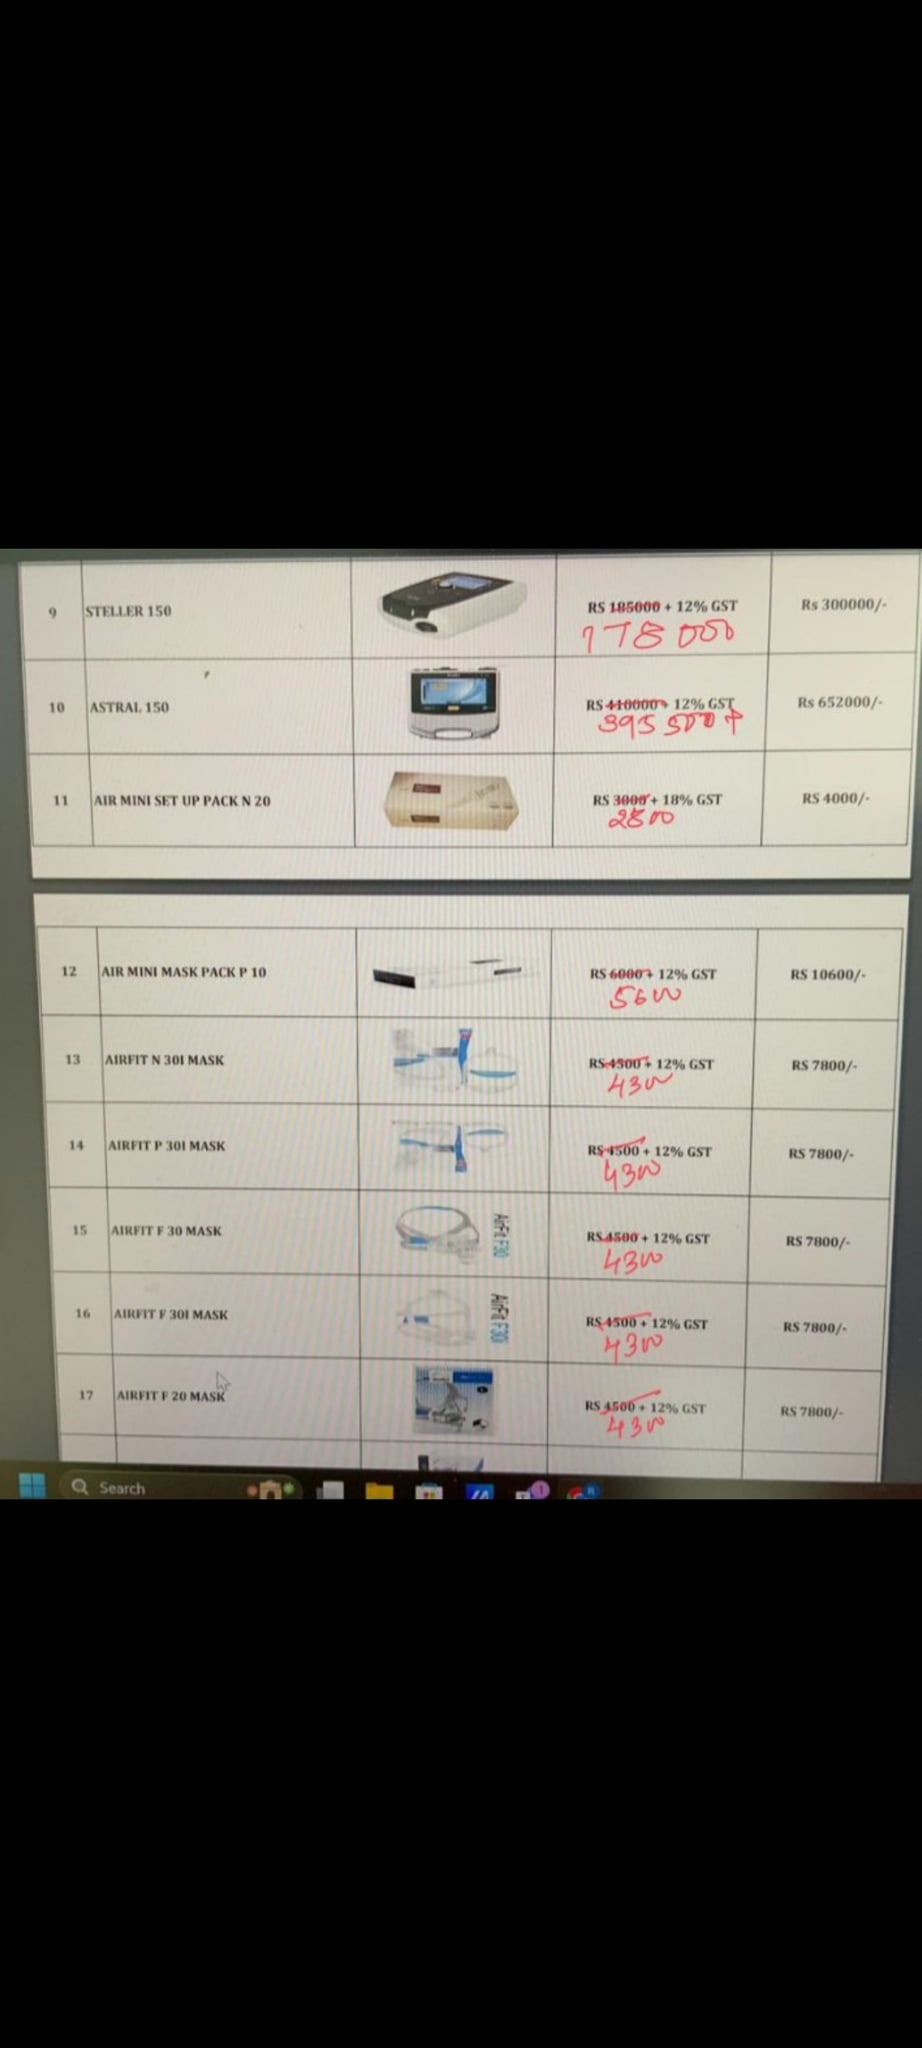 9 STELLER 150 RS 185000 + 12% GST Rs 300000/-
178000
10 ASTRAL 150 RS 410000+ 12% GST Rs 652000/-
395500 +
11 AIR MINI SET UP PACK N 20 RS 3000 + 18% GST RS 4000/-
2800
12 AIR MINI MASK PACK P 10 RS 6000 + 12% GST RS 10600/-
5600
13 AIRFIT N 30I MASK RS 4500 + 12% GST RS 7800/-
4300
14 AIRFIT P 30I MASK RS 4500 + 12% GST RS 7800/-
4300
15 AIRFIT F 30 MASK AirFit F30 RS 4500 + 12% GST RS 7800/-
4300
16 AIRFIT F 30I MASK AirFit F30i RS 4500 + 12% GST RS 7800/-
4300
17 AIRFIT F 20 MASK RS 4500 + 12% GST RS 7800/-
4300
Search
1
R